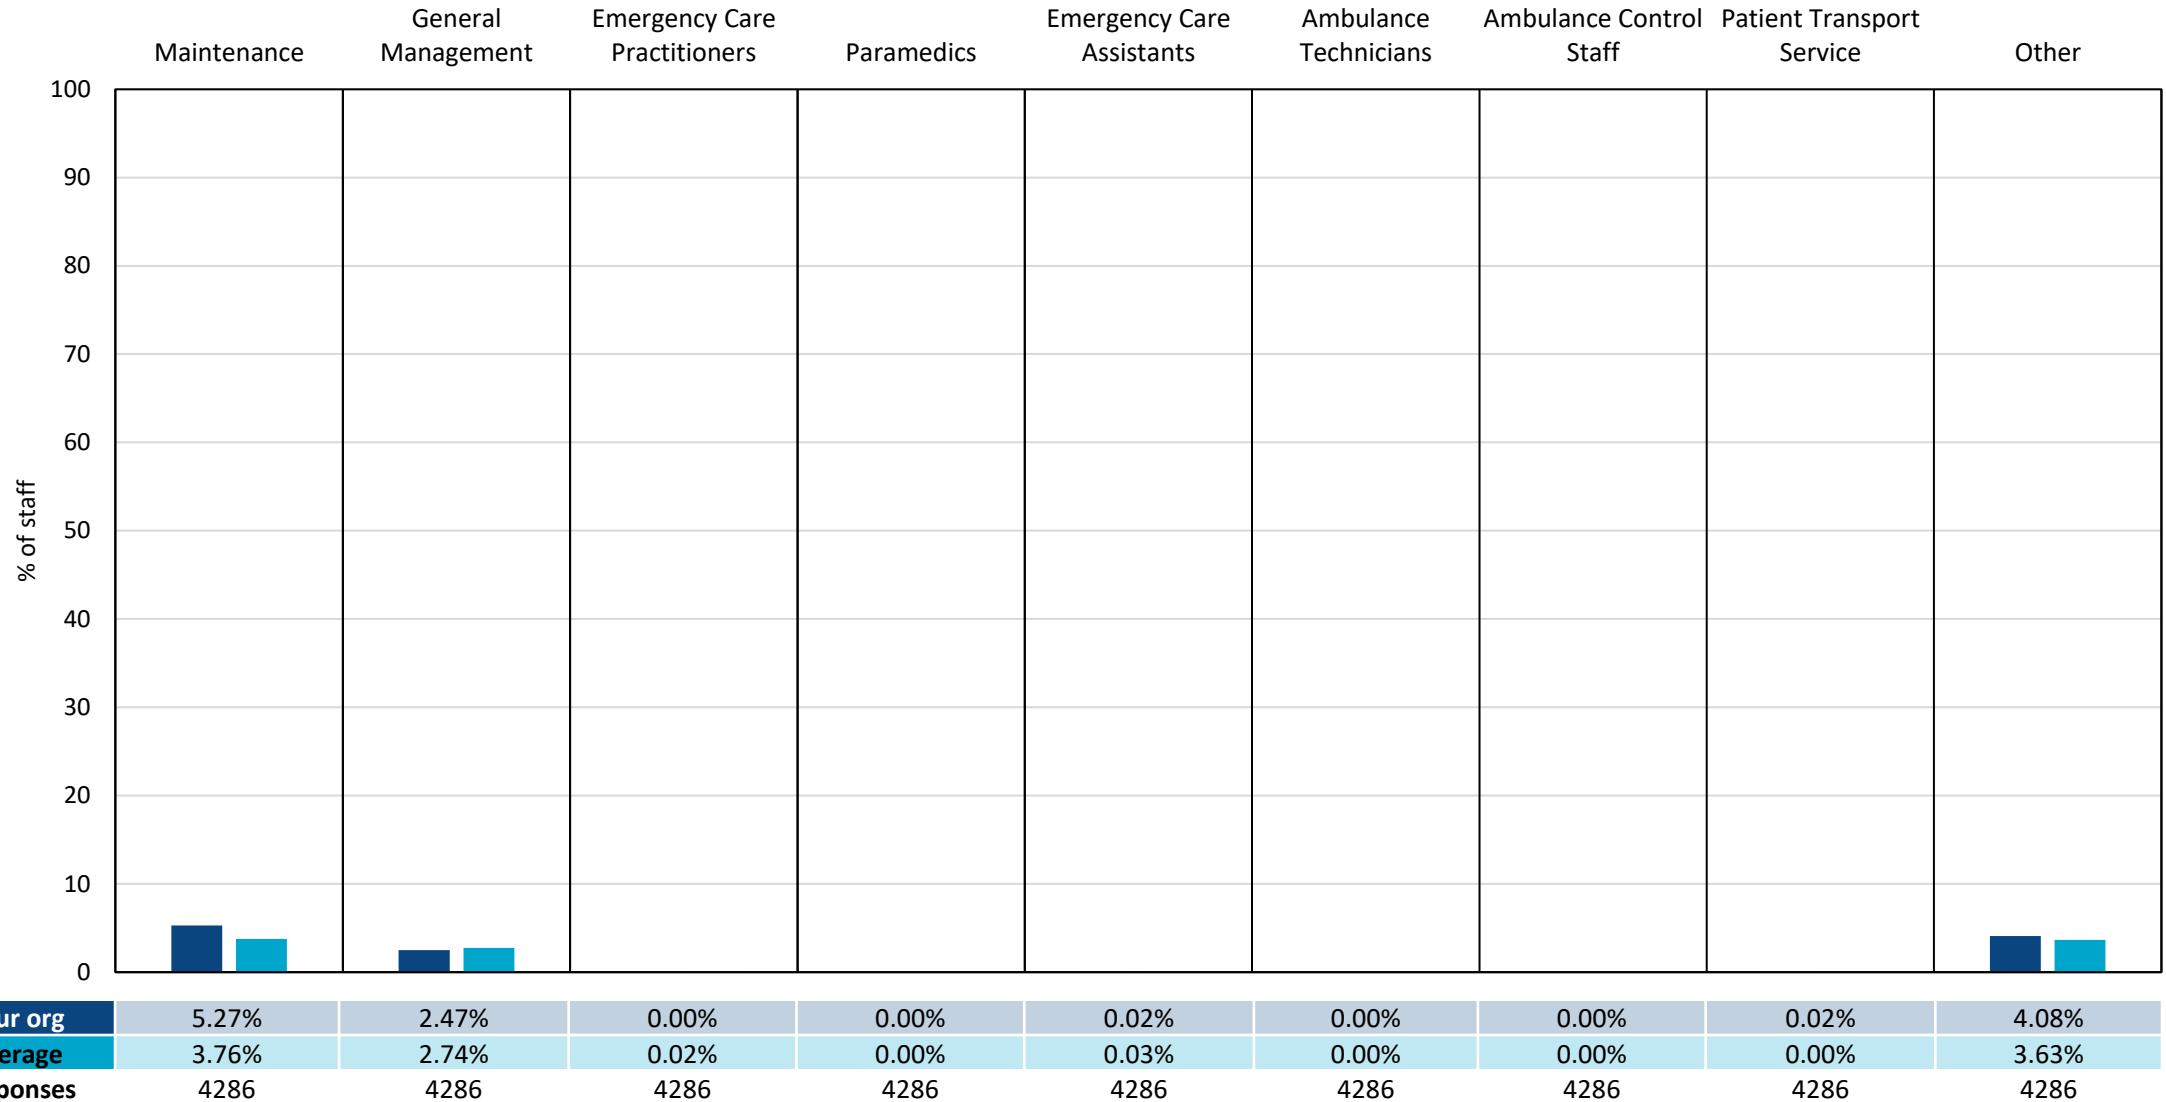 Maintenance
General
Management
Emergency Care
Practitioners
Paramedics
Emergency Care
Assistants
Ambulance
Technicians
Ambulance Control
Staff
Patient Transport
Service
Other
% of staff
100
90
80
70
60
50
40
30
20
10
0
ur org 5.27% 2.47% 0.00% 0.00% 0.02% 0.00% 0.00% 0.02% 4.08%
erage 3.76% 2.74% 0.02% 0.00% 0.03% 0.00% 0.00% 0.00% 3.63%
ponses 4286 4286 4286 4286 4286 4286 4286 4286 4286